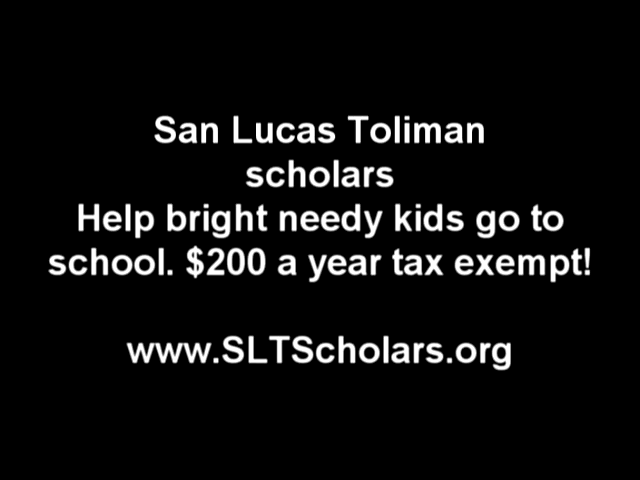 San Lucas Toliman
scholars
Help bright needy kids go to
school. $200 a year tax exempt!
www.SLTScholars.org